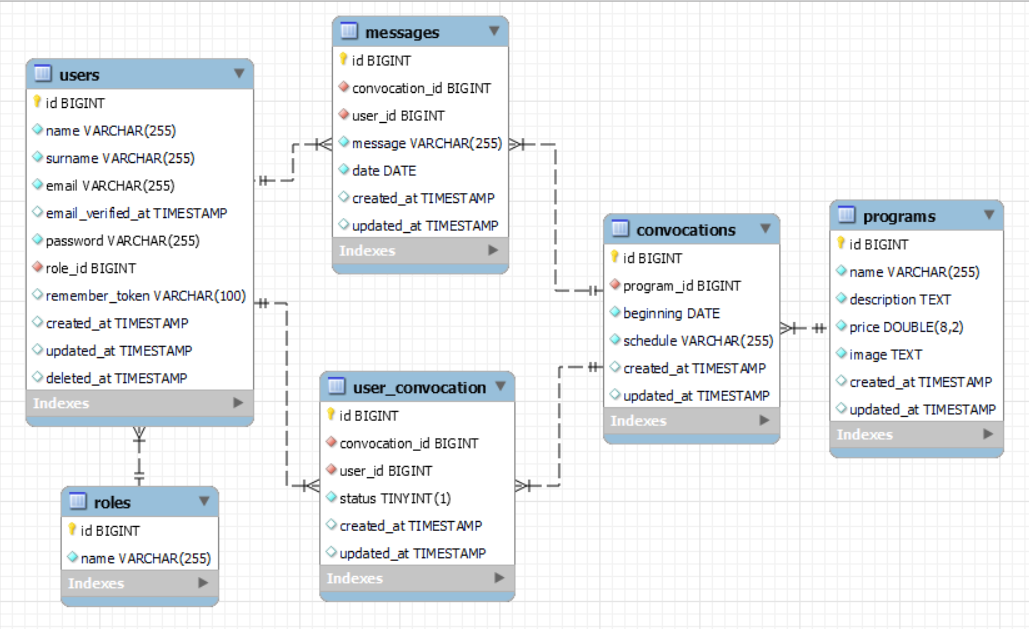 users
id BIGINT
name VARCHAR(255)
surname VARCHAR(255)
email VARCHAR(255)
email_verified_at TIMESTAMP
password VARCHAR(255)
role_id BIGINT
remember_token VARCHAR(100)
created_at TIMESTAMP
updated_at TIMESTAMP
deleted_at TIMESTAMP
Indexes
roles
id BIGINT
name VARCHAR(255)
Indexes
messages
id BIGINT
convocation_id BIGINT
user_id BIGINT
message VARCHAR(255)
date DATE
created_at TIMESTAMP
updated_at TIMESTAMP
Indexes
user_convocation
id BIGINT
convocation_id BIGINT
user_id BIGINT
status TINYINT(1)
created_at TIMESTAMP
updated_at TIMESTAMP
Indexes
convocations
id BIGINT
program_id BIGINT
beginning DATE
schedule VARCHAR(255)
created_at TIMESTAMP
updated_at TIMESTAMP
Indexes
programs
id BIGINT
name VARCHAR(255)
description TEXT
price DOUBLE(8,2)
image TEXT
created_at TIMESTAMP
updated_at TIMESTAMP
Indexes